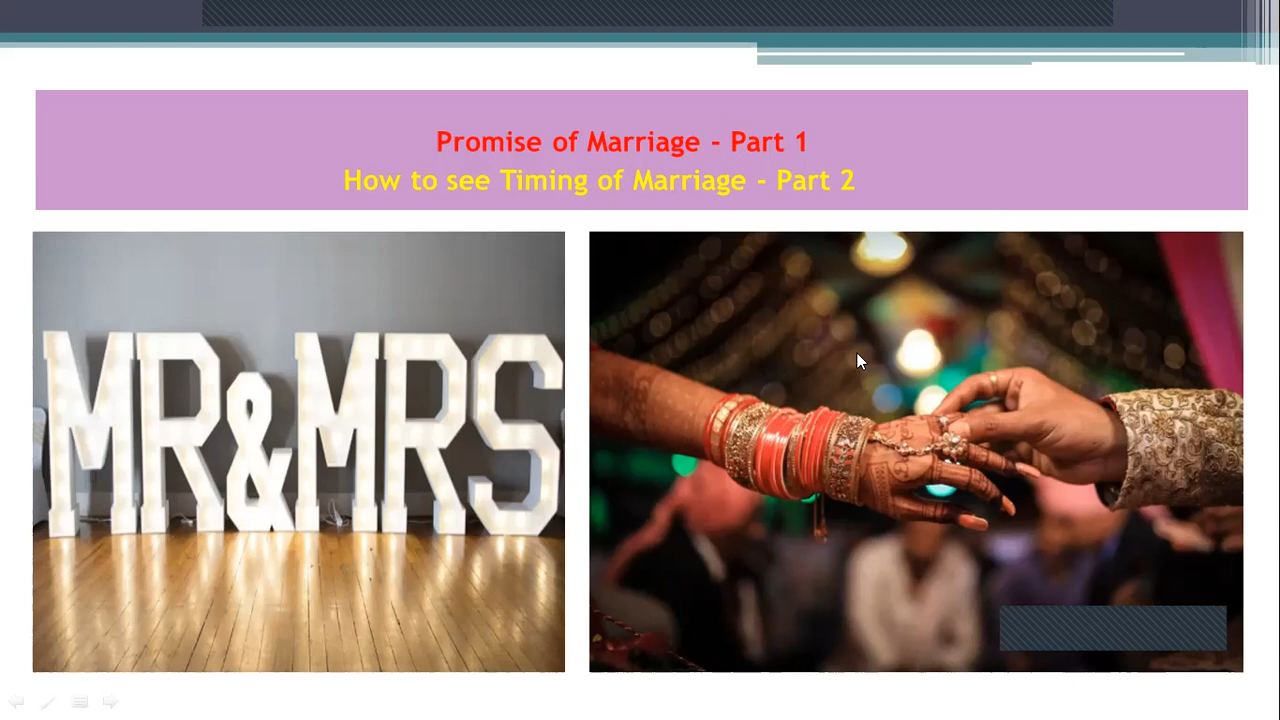 Promise of Marriage - Part 1
How to see Timing of Marriage - Part 2
MR&MRS